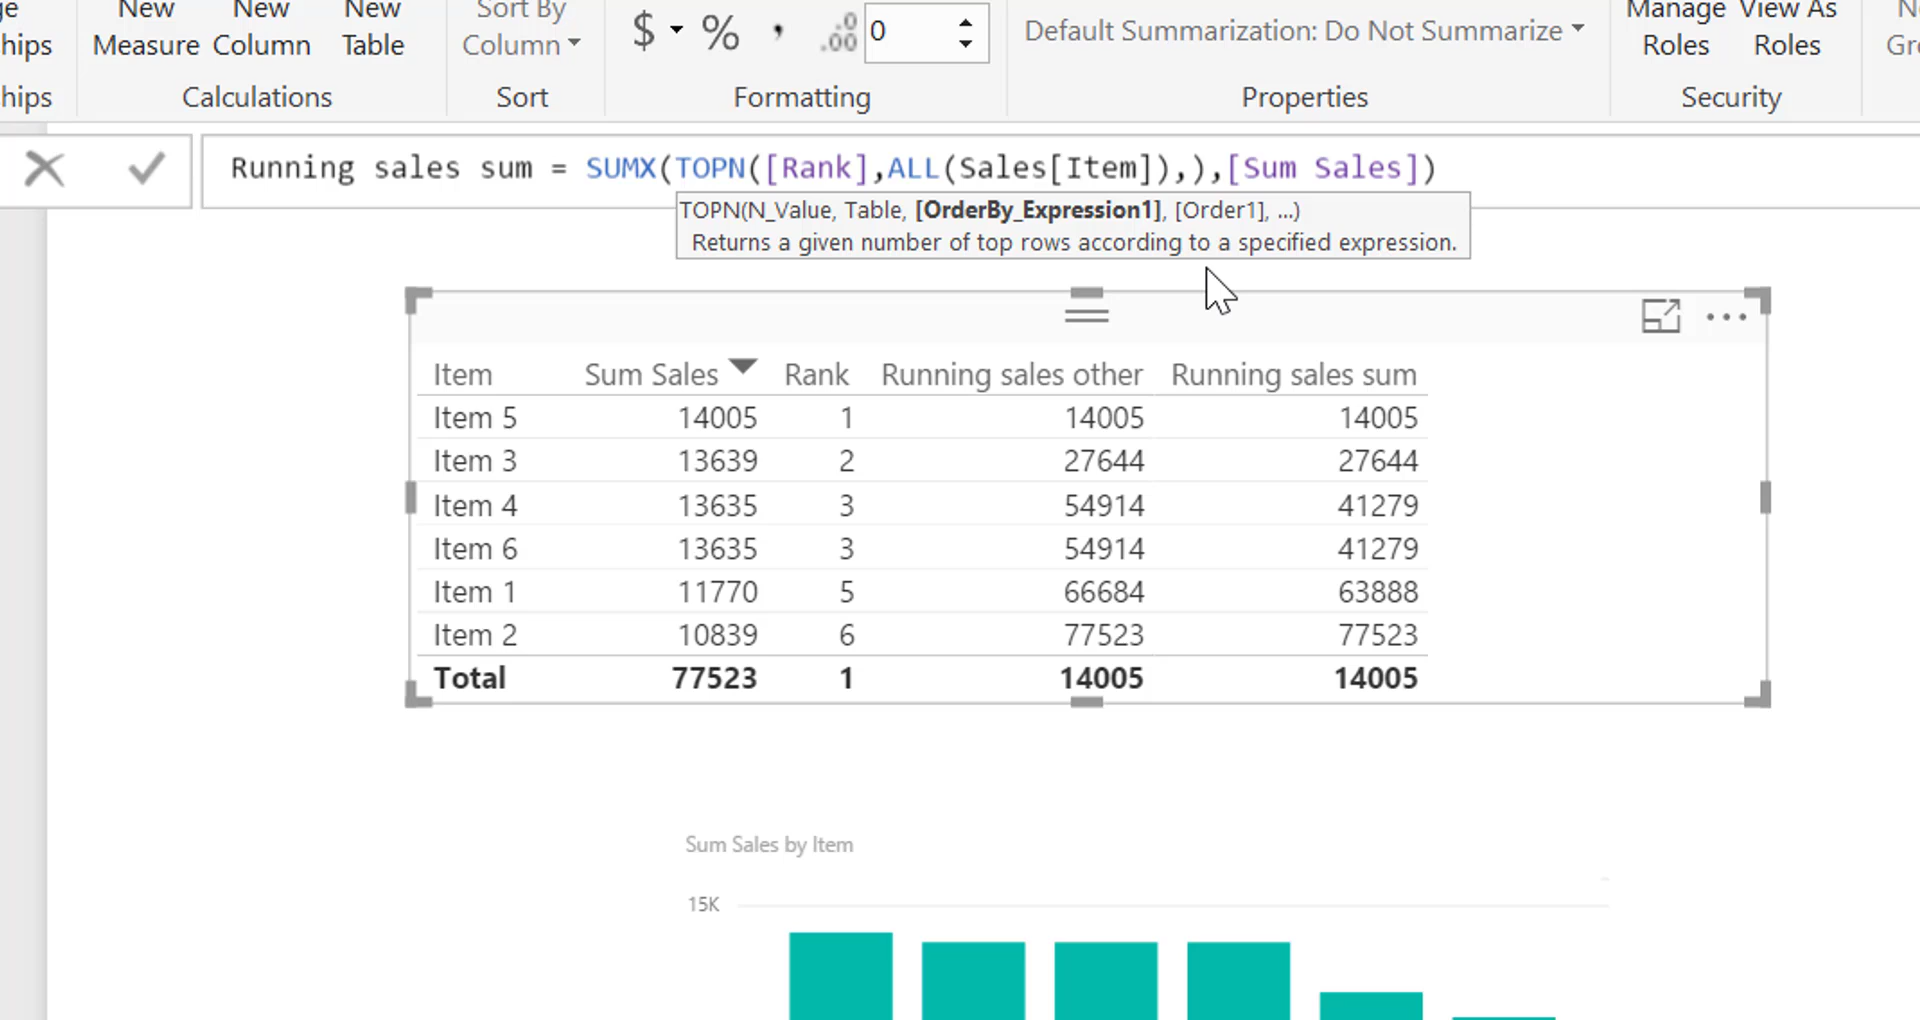 ge
ships
New
Measure
New
Column
New
Table
Sort By
Column
$ % , .0
.00 0
Default Summarization: Do Not Summarize
Manage
Roles
View As
Roles
ships
Calculations
Sort
Formatting
Properties
Security
Running sales sum = SUMX(TOPN([Rank],ALL(Sales[Item]),),[Sum Sales])
TOPN(N_Value, Table, [OrderBy_Expression1], [Order1], ...)
Returns a given number of top rows according to a specified expression.
Item Sum Sales Rank Running sales other Running sales sum
Item 5 14005 1 14005 14005
Item 3 13639 2 27644 27644
Item 4 13635 3 54914 41279
Item 6 13635 3 54914 41279
Item 1 11770 5 66684 63888
Item 2 10839 6 77523 77523
Total 77523 1 14005 14005
Sum Sales by Item
15K